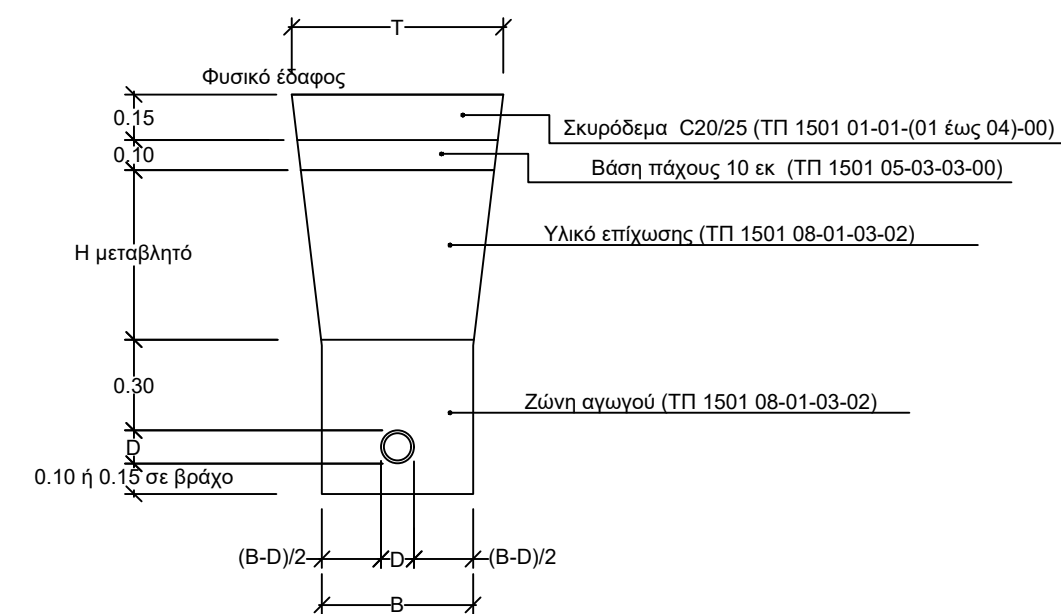 T
Φυσικό έδαφος
0.15
Σκυρόδεμα C20/25 (ΤΠ 1501 01-01-(01 έως 04)-00)
0.10
Βάση πάχους 10 εκ (ΤΠ 1501 05-03-03-00)
Υλικό επίχωσης (ΤΠ 1501 08-01-03-02)
Η μεταβλητό
0.30
Ζώνη αγωγού (ΤΠ 1501 08-01-03-02)
D
0.10 ή 0.15 σε βράχο
(B-D)/2
D
(B-D)/2
B